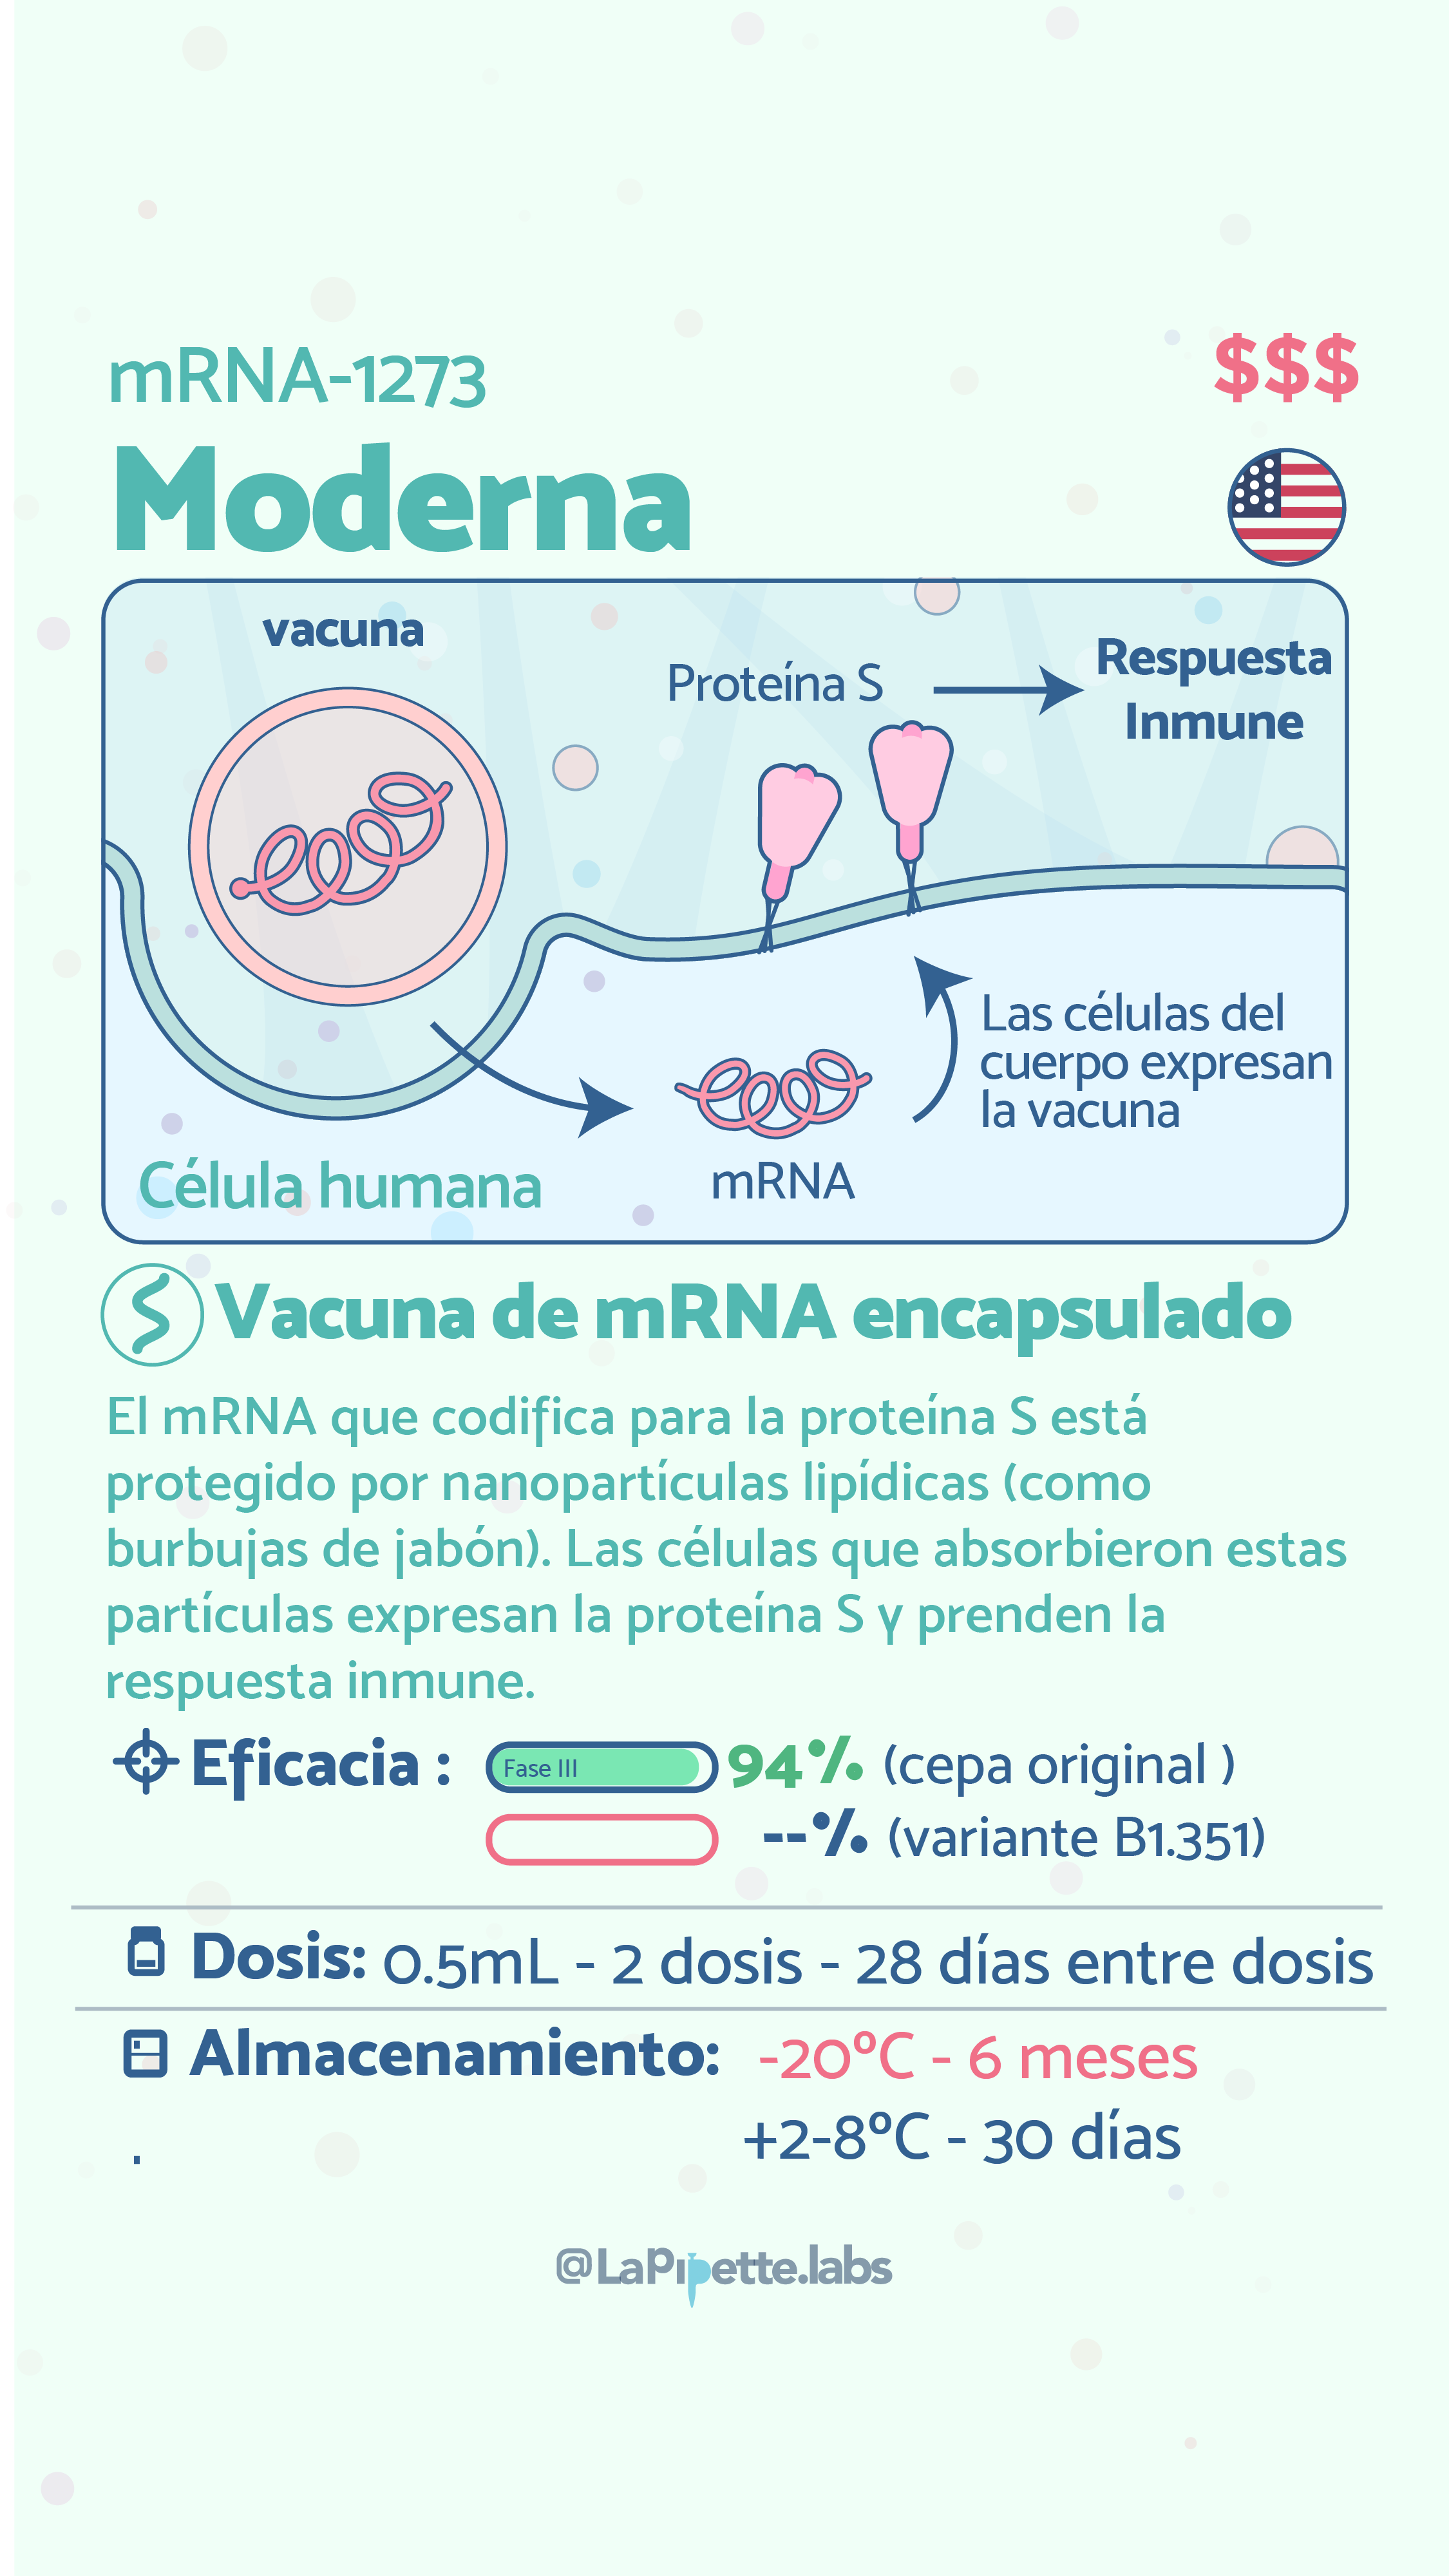 mRNA-1273
$$$
Moderna
vacuna
Proteína S
Respuesta
Inmune
Las células del
cuerpo expresan
la vacuna
mRNA
Célula humana
Vacuna de mRNA encapsulado
El mRNA que codifica para la proteína S está
protegido por nanopartículas lipídicas (como
burbujas de jabón). Las células que absorbieron estas
partículas expresan la proteína S y prenden la
respuesta inmune.
Eficacia : Fase III 94% (cepa original )
--% (variante B1.351)
Dosis: 0.5mL - 2 dosis - 28 días entre dosis
Almacenamiento: -20ºC - 6 meses
+2-8ºC - 30 días
.
@LaPipette.labs